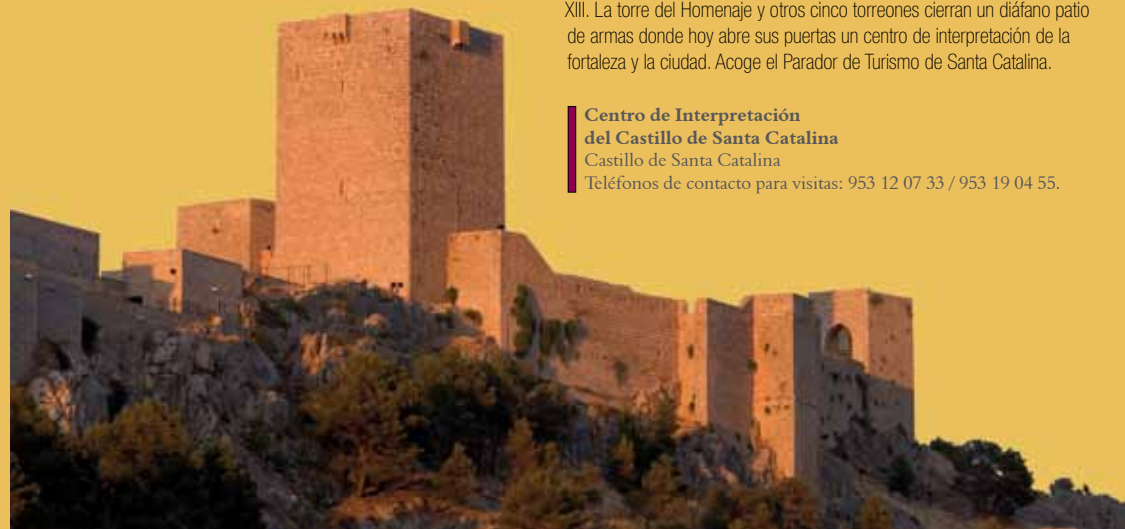 XIII. La torre del Homenaje y otros cinco torreones cierran un diáfano patio
de armas donde hoy abre sus puertas un centro de interpretación de la
fortaleza y la ciudad. Acoge el Parador de Turismo de Santa Catalina.
Centro de Interpretación
del Castillo de Santa Catalina
Castillo de Santa Catalina
Teléfonos de contacto para visitas: 953 12 07 33 / 953 19 04 55.